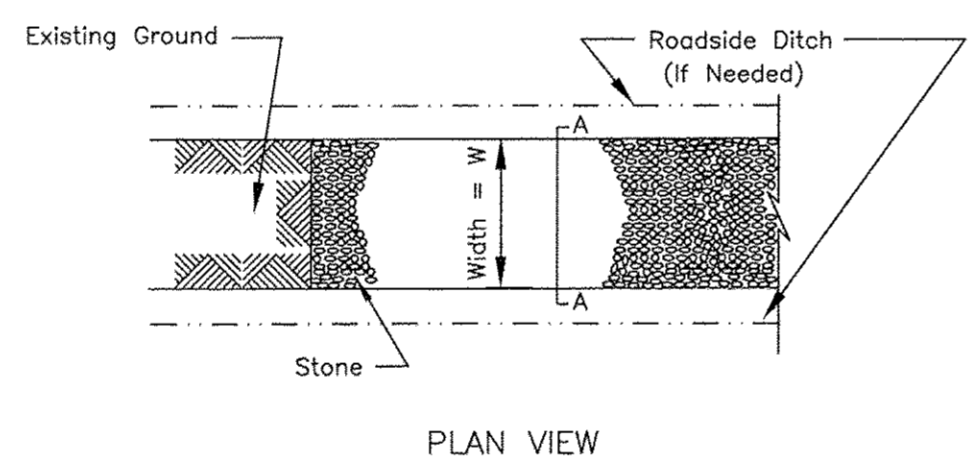 Existing Ground
Roadside Ditch
(If Needed)
A
Width = W
A
Stone
PLAN VIEW